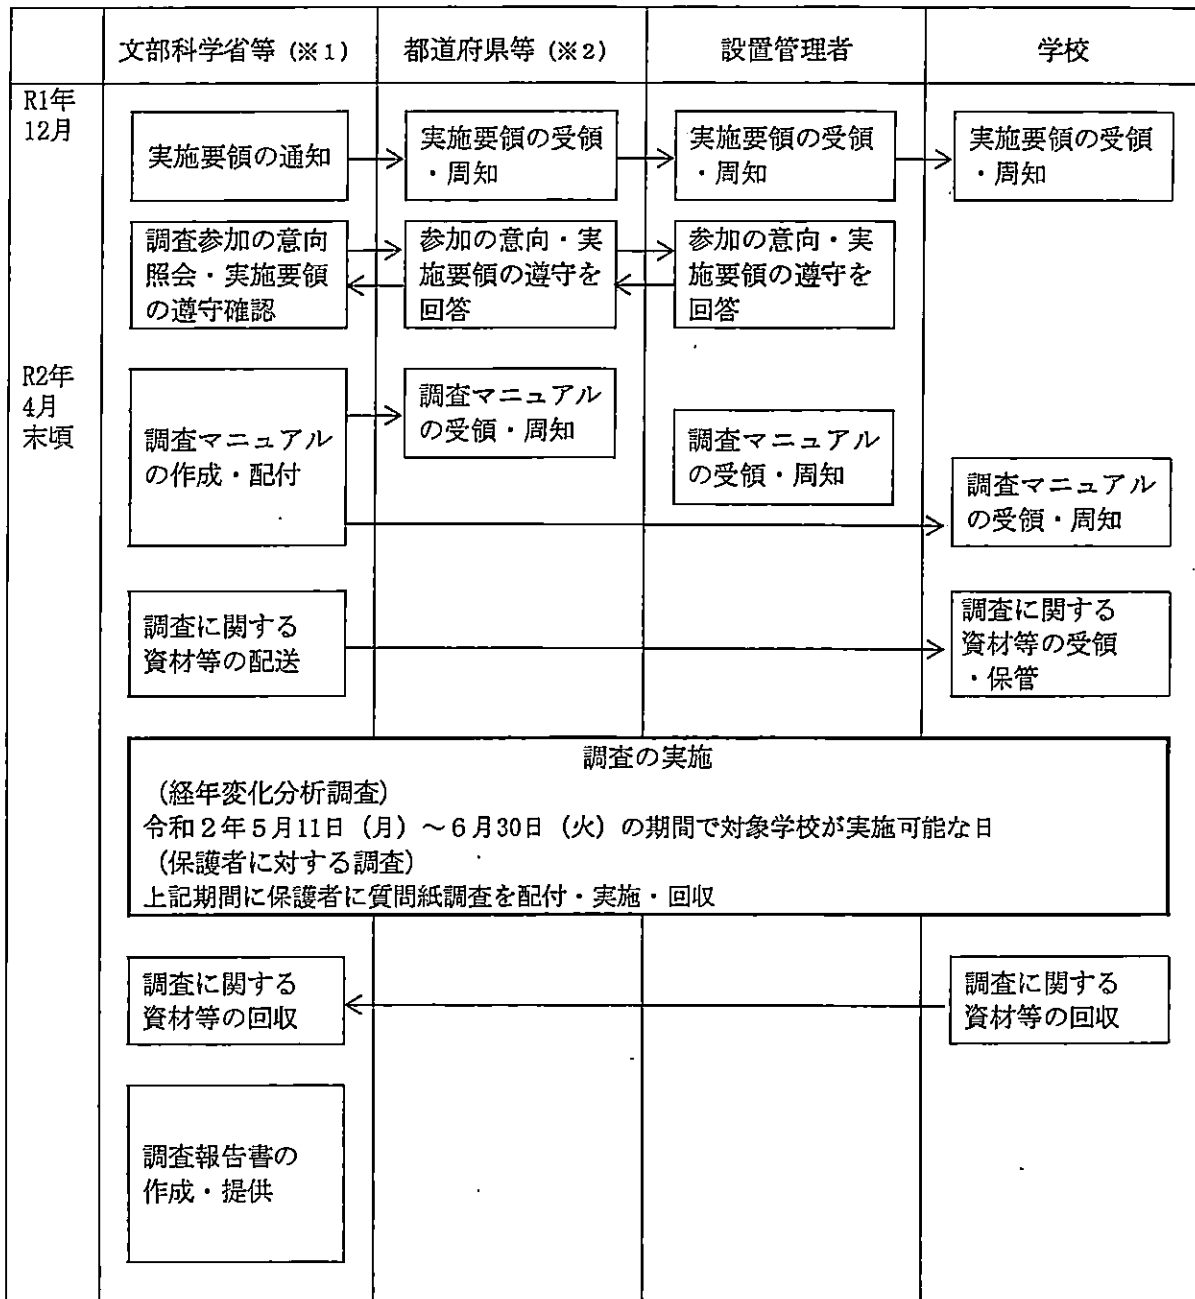 文部科学省等 (※1)
都道府県等 (※2)
設置管理者
学校
R1年
12月
実施要領の通知
実施要領の受領
・周知
実施要領の受領
・周知
実施要領の受領
・周知
調査参加の意向
照会・実施要領
の遵守確認
参加の意向・実
施要領の遵守を
回答
参加の意向・実
施要領の遵守を
回答
R2年
4月
末頃
調査マニュアル
の作成・配付
調査マニュアル
の受領・周知
調査マニュアル
の受領・周知
調査マニュアル
の受領・周知
調査に関する
資材等の配送
調査に関する
資材等の受領
・保管
調査の実施
（経年変化分析調査）
令和２年５月11日（月）～６月30日（火）の期間で対象学校が実施可能な日
（保護者に対する調査）
上記期間に保護者に質問紙調査を配付・実施・回収
調査に関する
資材等の回収
調査に関する
資材等の回収
調査報告書の
作成・提供